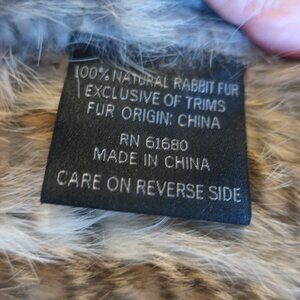 100% NATURAL RABBIT FUR
EXCLUSIVE OF TRIMS
FUR ORIGIN: CHINA
RN 61680
MADE IN CHINA
CARE ON REVERSE SIDE